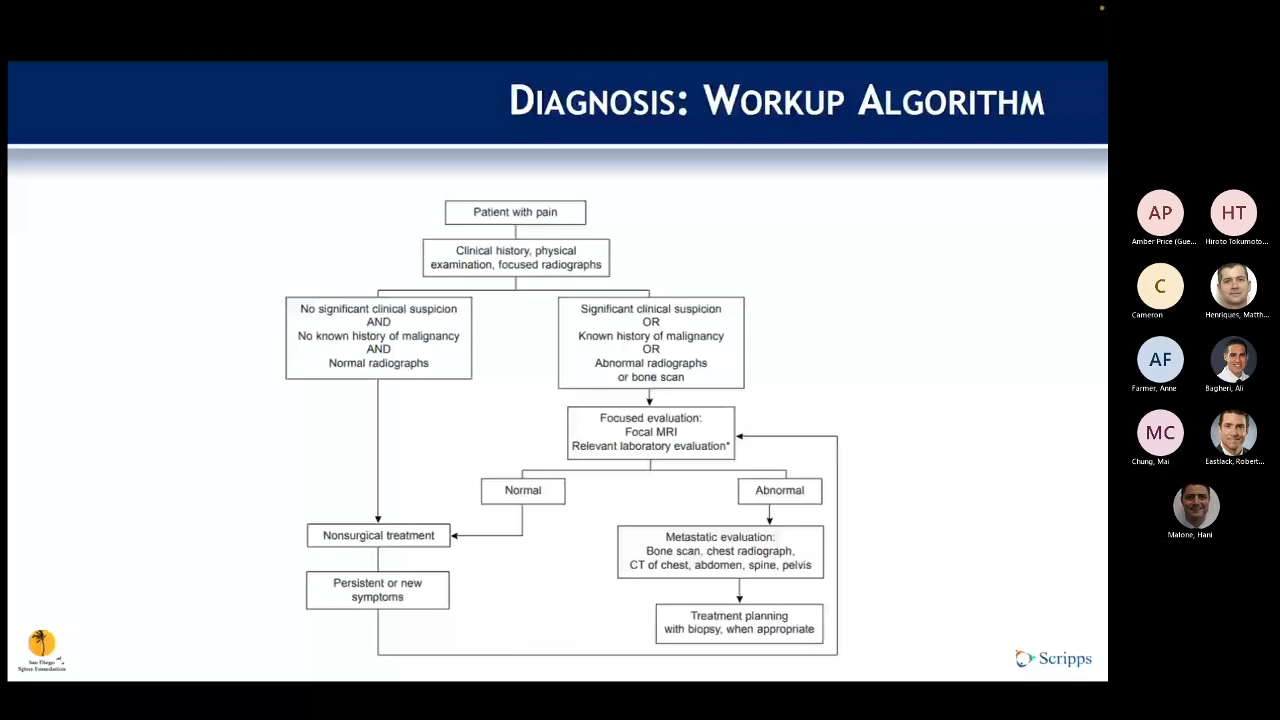 DIAGNOSIS: WORKUP ALGORITHM
Patient with pain
Clinical history, physical
examination, focused radiographs
No significant clinical suspicion
AND
No known history of malignancy
AND
Normal radiographs
Significant clinical suspicion
OR
Known history of malignancy
OR
Abnormal radiographs
or bone scan
Focused evaluation:
Focal MRI
Relevant laboratory evaluation*
Normal
Abnormal
Nonsurgical treatment
Metastatic evaluation:
Bone scan, chest radiograph,
CT of chest, abdomen, spine, pelvis
Persistent or new
symptoms
Treatment planning
with biopsy, when appropriate
San Diego
Spine Foundation
Scripps
AP
HT
Amber Price (Gue...
Hiroto Tokumoto...
C
Cameron
Henriques, Matth...
AF
Farmer, Anne
Bagheri, Ali
MC
Chung, Mai
Eastlack, Robert...
Malone, Hani